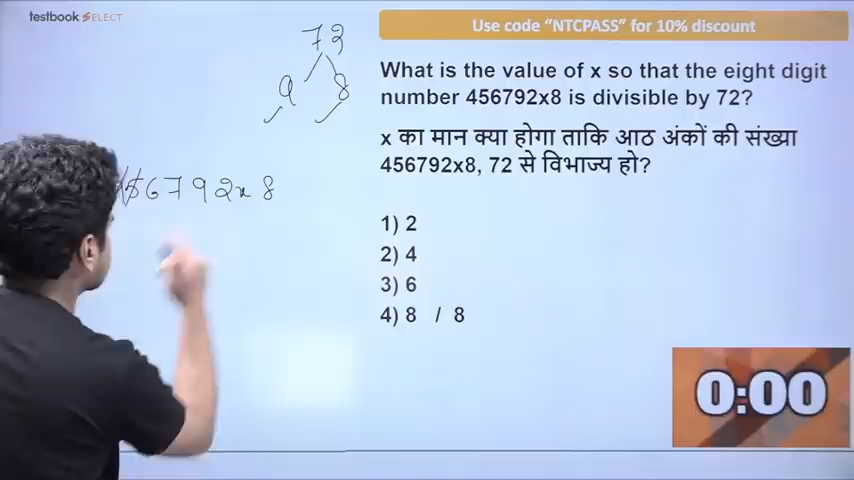 testbook SELECT
Use code “NTCPASS” for 10% discount
72
9 8
What is the value of x so that the eight digit
number 456792x8 is divisible by 72?
x का मान क्या होगा ताकि आठ अंकों की संख्या
456792x8, 72 से विभाज्य हो?
56792x8
1) 2
2) 4
3) 6
4) 8 / 8
0:00